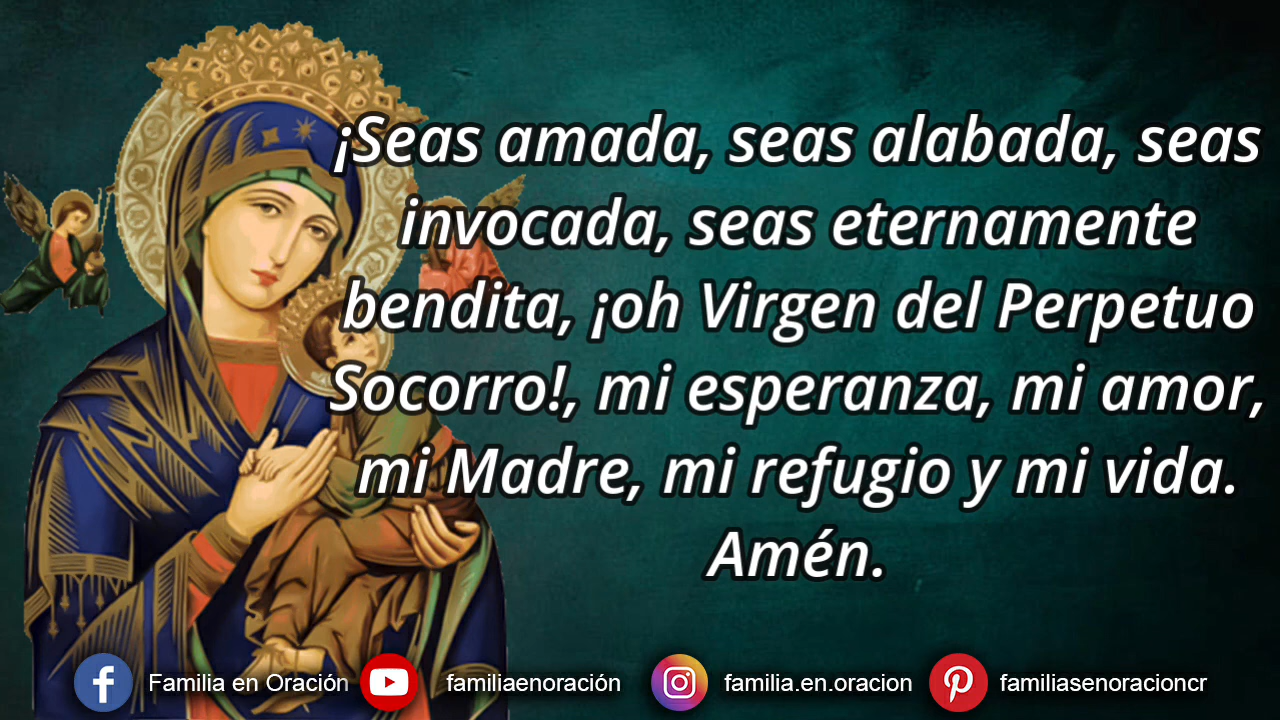 ¡Seas amada, seas alabada, seas
invocada, seas eternamente
bendita, ¡oh Virgen del Perpetuo
Socorro!, mi esperanza, mi amor,
mi Madre, mi refugio y mi vida.
Amén.
Familia en Oración familiaenoración familia.en.oracion familiasenoracioncr